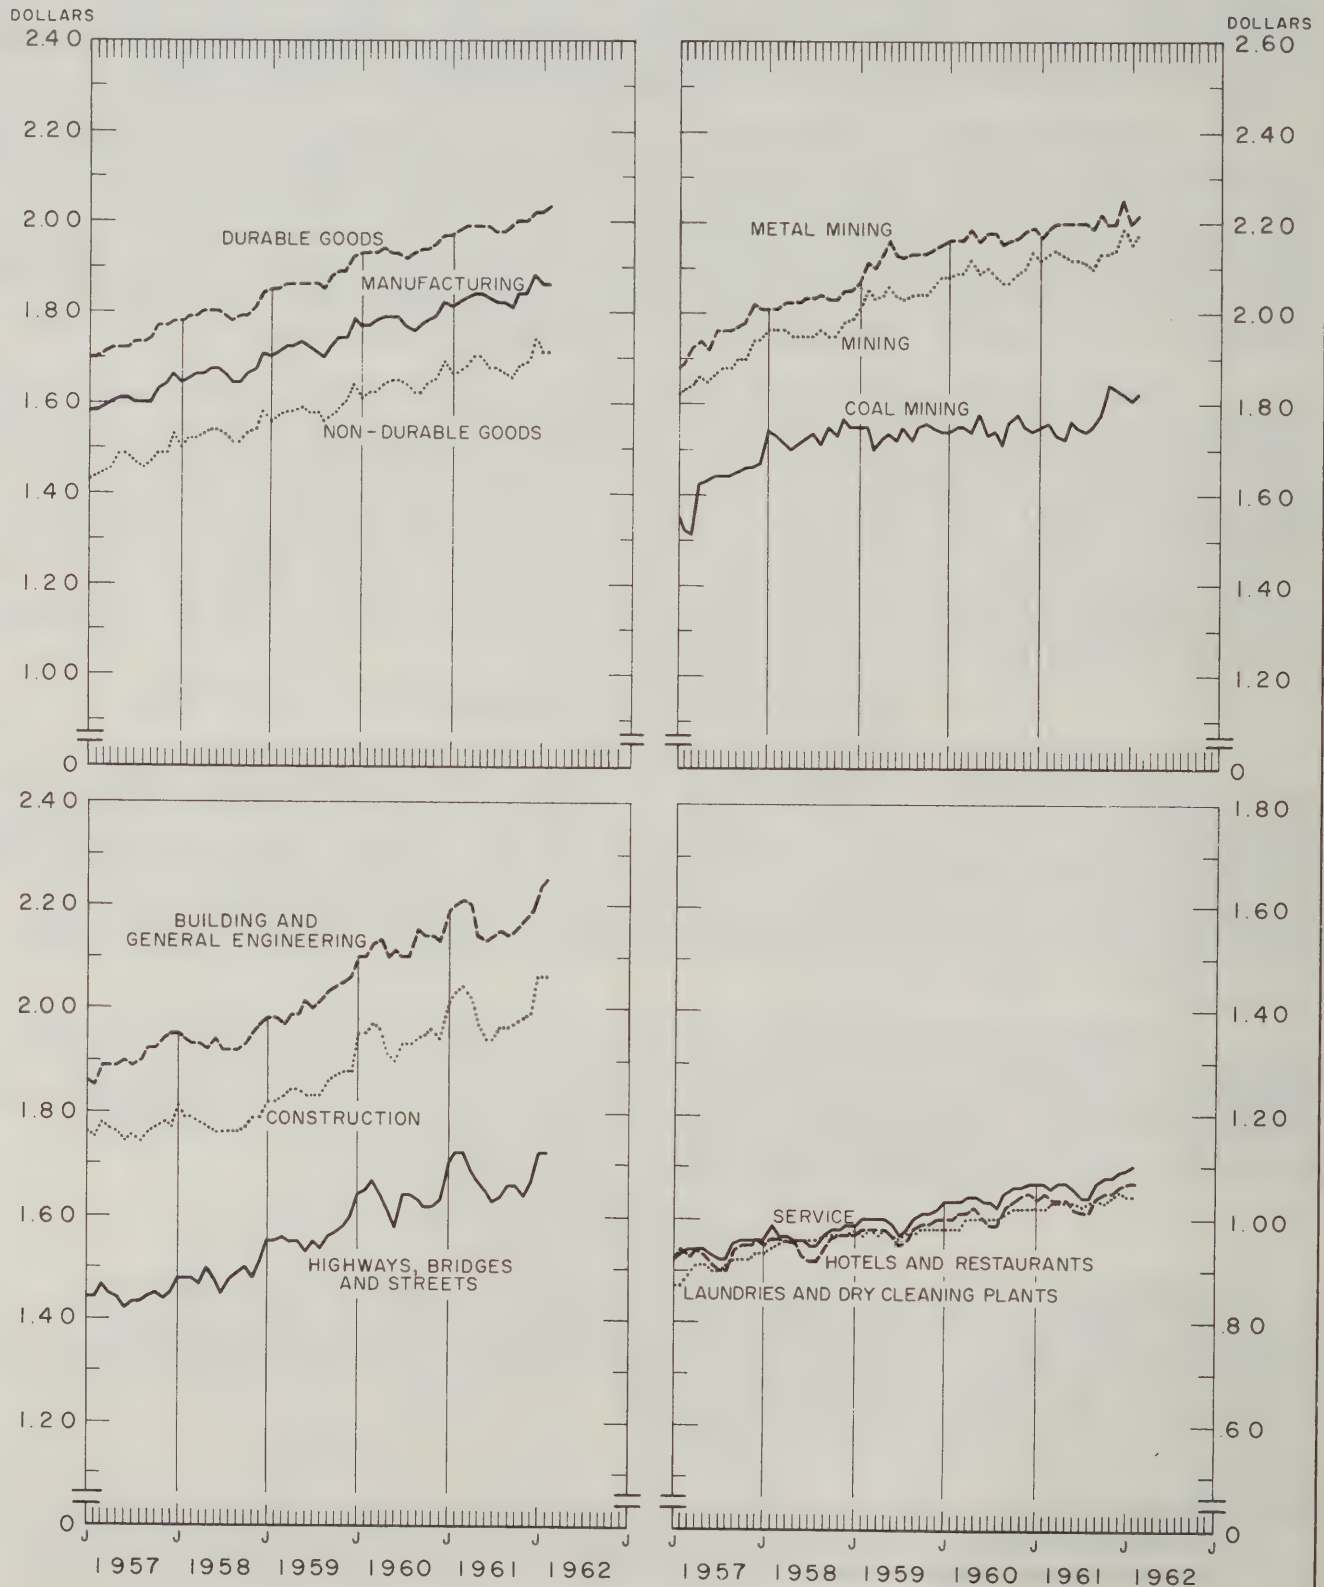 DOLLARS
2.40
2.20
2.00
1.80
1.60
1.40
1.20
1.00
0
DURABLE GOODS
MANUFACTURING
NON-DURABLE GOODS
DOLLARS
2.60
2.40
2.20
2.00
1.80
1.60
1.40
1.20
0
METAL MINING
MINING
COAL MINING
2.40
2.20
2.00
1.80
1.60
1.40
1.20
0
BUILDING AND
GENERAL ENGINEERING
CONSTRUCTION
HIGHWAYS, BRIDGES
AND STREETS
J J J J J J J
1957 1958 1959 1960 1961 1962
1.80
1.60
1.40
1.20
1.00
.80
.60
0
SERVICE
HOTELS AND RESTAURANTS
LAUNDRIES AND DRY CLEANING PLANTS
J J J J J J J
1957 1958 1959 1960 1961 1962